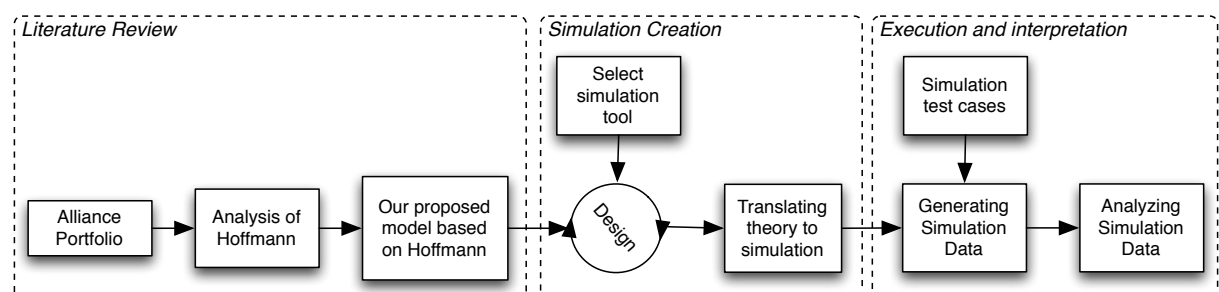 Literature Review
Simulation Creation
Execution and interpretation
Select
simulation
tool
Simulation
test cases
Alliance
Portfolio
Analysis of
Hoffmann
Our proposed
model based
on Hoffmann
Design
Translating
theory to
simulation
Generating
Simulation
Data
Analyzing
Simulation
Data